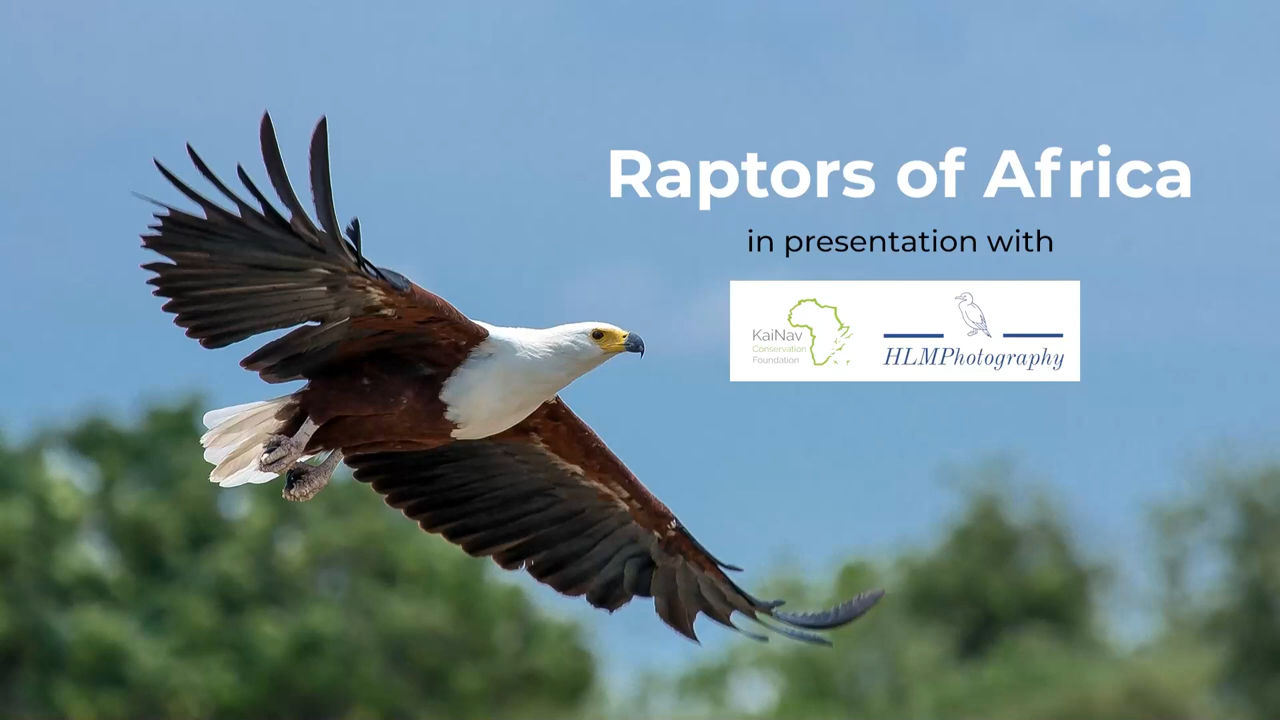 Raptors of Africa
in presentation with
KaiNav
Conservation
Foundation
HLMPhotography